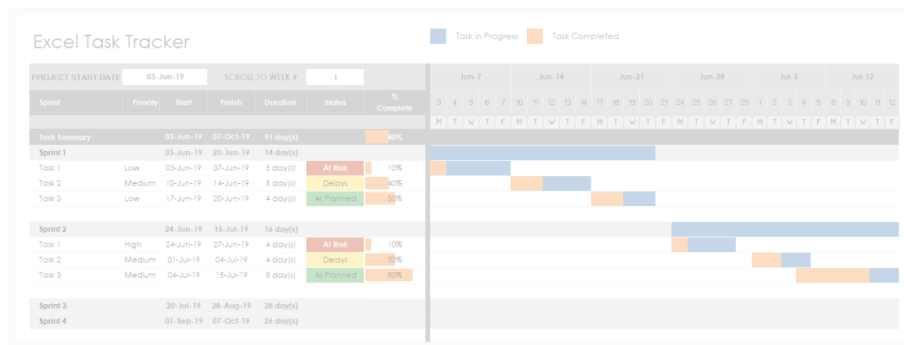 Excel Task Tracker Task in Progress Task Completed
PROJECT START DATE 03-Jun-19 SCROLL TO WEEK # 1 Jun-7 Jun-14 Jun-21 Jun-28 Jul-5 Jul-12
Sprint Priority Start Finish Duration Status % Complete 3 4 5 6 7 10 11 12 13 14 17 18 19 20 21 24 25 26 27 28 1 2 3 4 5 8 9 10 11 12
M T W T F M T W T F M T W T F M T W T F M T W T F M T W T F
Task Summary 03-Jun-19 07-Oct-19 91 day(s) 40%
Sprint 1 03-Jun-19 20-Jun-19 14 day(s)
Task 1 Low 03-Jun-19 07-Jun-19 5 day(s) At Risk 10%
Task 2 Medium 10-Jun-19 14-Jun-19 5 day(s) Delays 40%
Task 3 Low 17-Jun-19 20-Jun-19 4 day(s) As Planned 50%
Sprint 2 24-Jun-19 15-Jul-19 16 day(s)
Task 1 High 24-Jun-19 27-Jun-19 4 day(s) At Risk 10%
Task 2 Medium 01-Jul-19 04-Jul-19 4 day(s) Delays 50%
Task 3 Medium 04-Jul-19 15-Jul-19 8 day(s) As Planned 80%
Sprint 3 20-Jul-19 28-Aug-19 28 day(s)
Sprint 4 01-Sep-19 07-Oct-19 26 day(s)